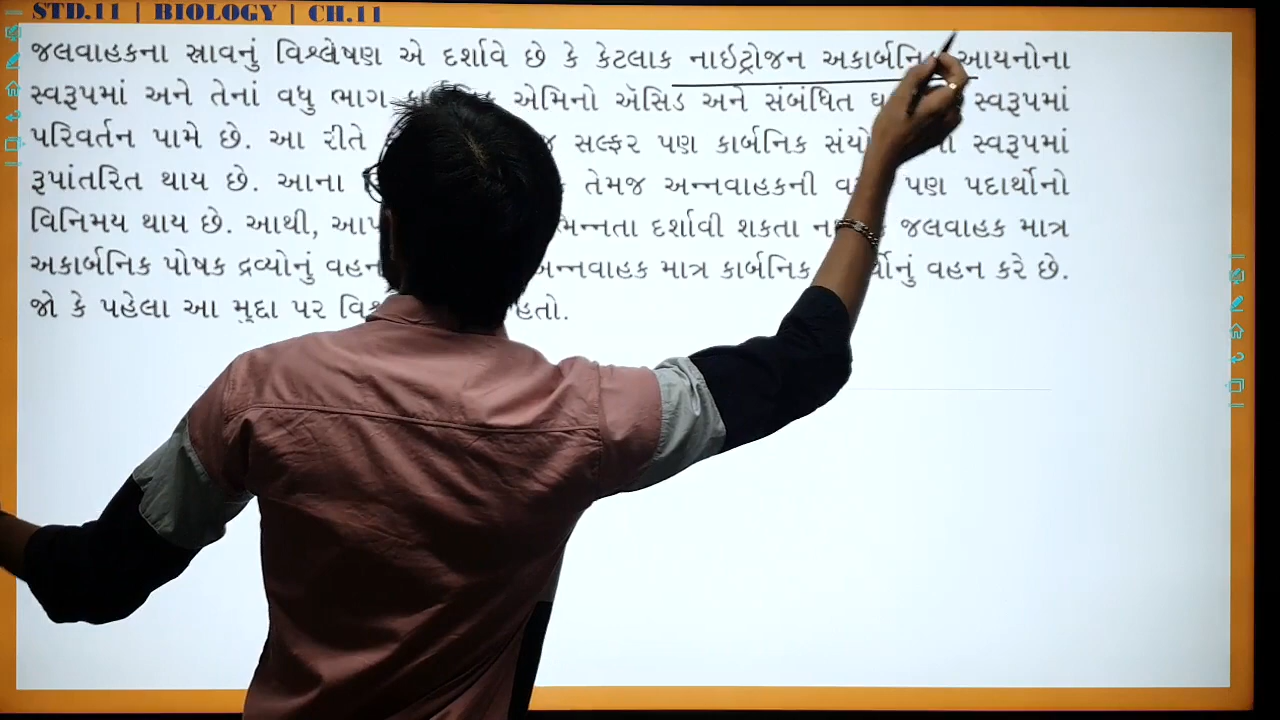 STD.11 | BIOLOGY | CH.11
જલવાહકના સ્રાવનું વિશ્લેષણ એ દર્શાવે છે કે કેટલાક નાઇટ્રોજન અકાર્બનિક આયનોના
સ્વરૂપમાં અને તેનાં વધુ ભાગ એમિનો ઍસિડ અને સંબંધિત સ્વરૂપમાં
પરિવર્તન પામે છે. આ રીતે સલ્ફર પણ કાર્બનિક સ્વરૂપમાં
રૂપાંતરિત થાય છે. આના તેમજ અન્નવાહકની પણ પદાર્થોનો
વિનિમય થાય છે. આથી, દર્શાવી શકતા જલવાહક માત્ર
અકાર્બનિક પોષક દ્રવ્યોનું વહન અન્નવાહક માત્ર કાર્બનિક વહન કરે છે.
જો કે પહેલા આ મુદ્દા પર હતો.